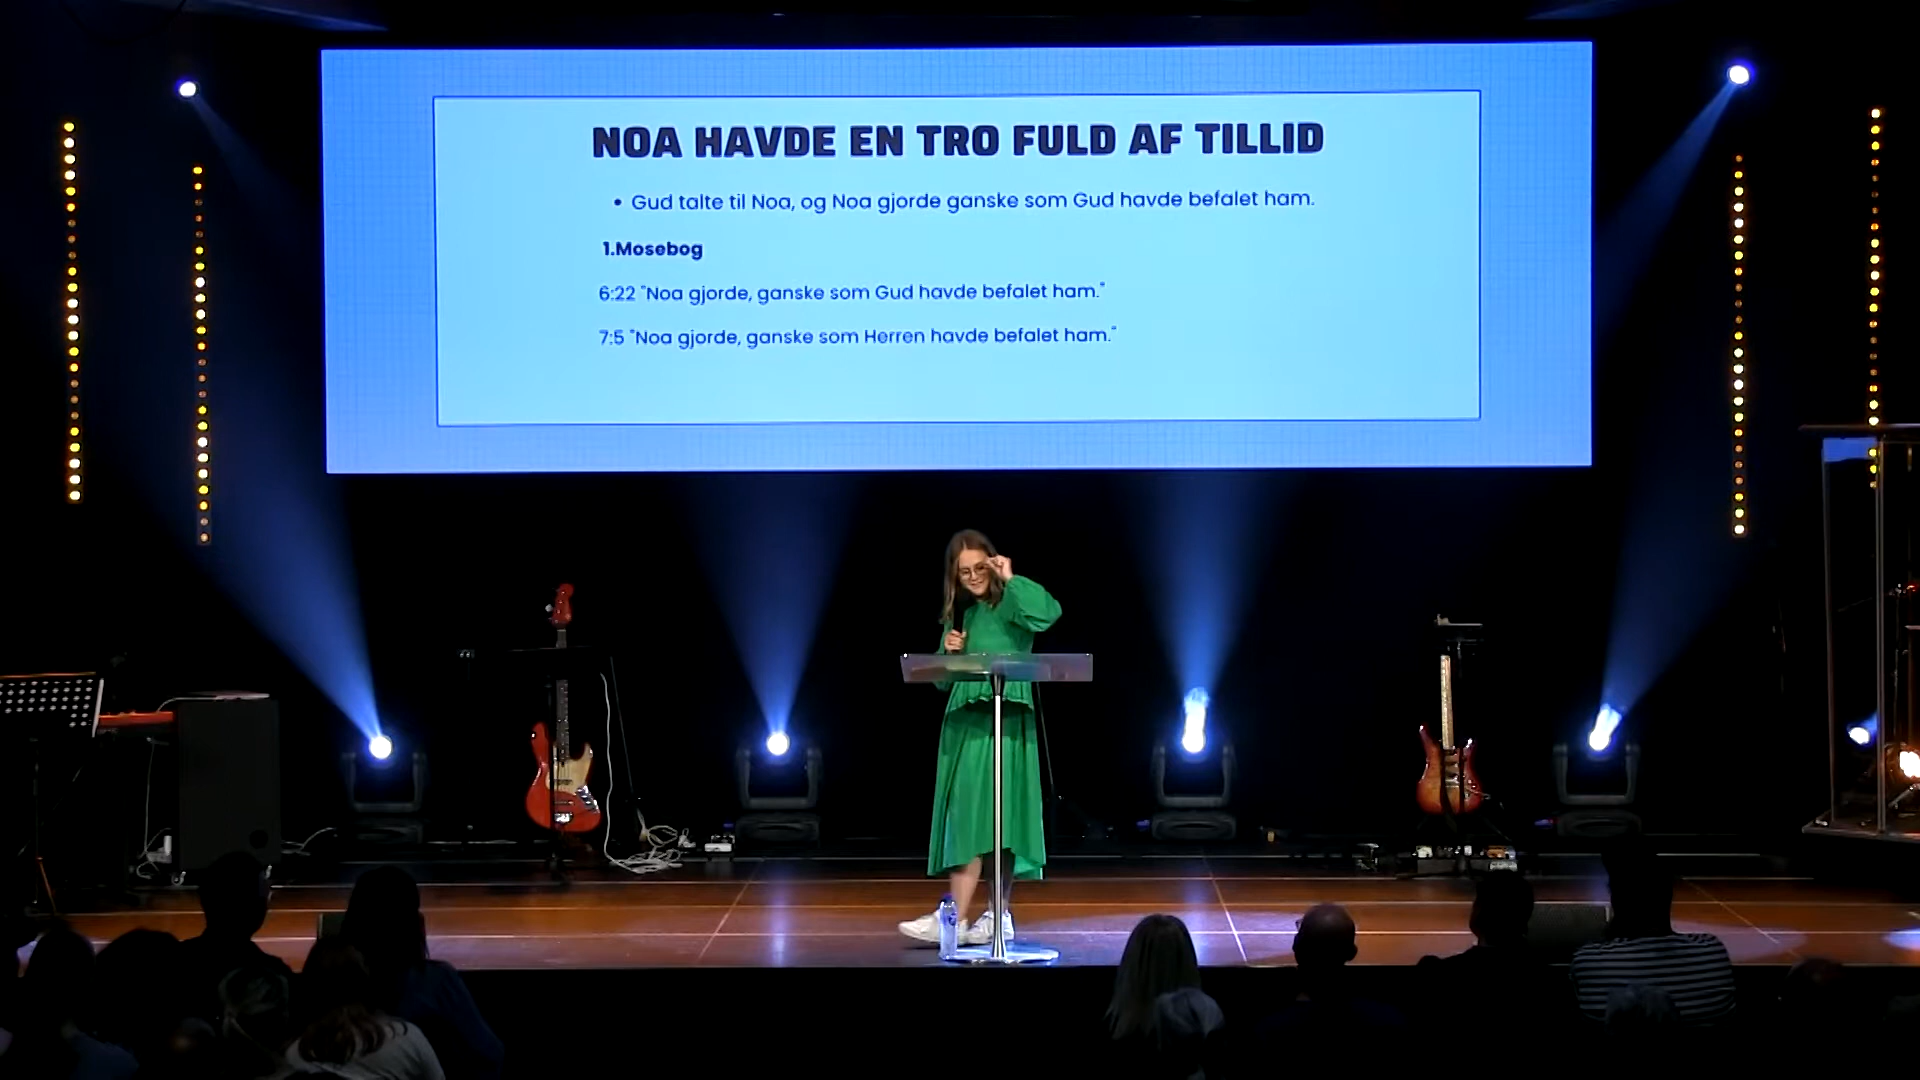 NOA HAVDE EN TRO FULD AF TILLID
• Gud talte til Noa, og Noa gjorde ganske som Gud havde befalet ham.
1.Mosebog
6:22 "Noa gjorde, ganske som Gud havde befalet ham."
7:5 "Noa gjorde, ganske som Herren havde befalet ham."